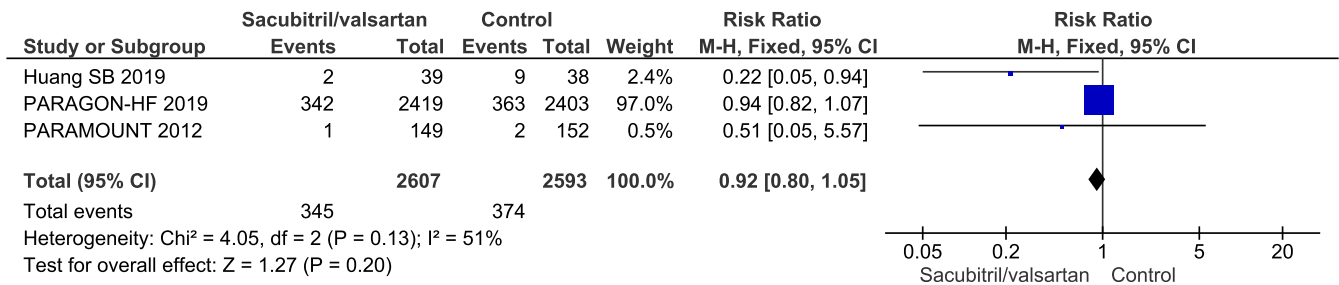 Sacubitril/valsartan Control Risk Ratio Risk Ratio
Study or Subgroup Events Total Events Total Weight M-H, Fixed, 95% CI M-H, Fixed, 95% CI
Huang SB 2019 2 39 9 38 2.4% 0.22 [0.05, 0.94]
PARAGON-HF 2019 342 2419 363 2403 97.0% 0.94 [0.82, 1.07]
PARAMOUNT 2012 1 149 2 152 0.5% 0.51 [0.05, 5.57]
Total (95% CI) 2607 2593 100.0% 0.92 [0.80, 1.05]
Total events 345 374
Heterogeneity: Chi² = 4.05, df = 2 (P = 0.13); I² = 51%
Test for overall effect: Z = 1.27 (P = 0.20)
0.05 0.2 1 5 20
Sacubitril/valsartan Control